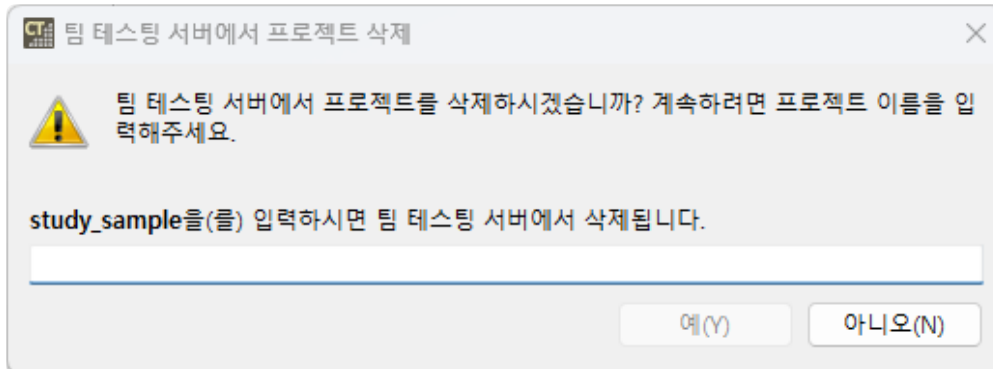 CT 팀 테스팅 서버에서 프로젝트 삭제
팀 테스팅 서버에서 프로젝트를 삭제하시겠습니까? 계속하려면 프로젝트 이름을 입
력해주세요.
study_sample을(를) 입력하시면 팀 테스팅 서버에서 삭제됩니다.
예(Y) 아니오(N)